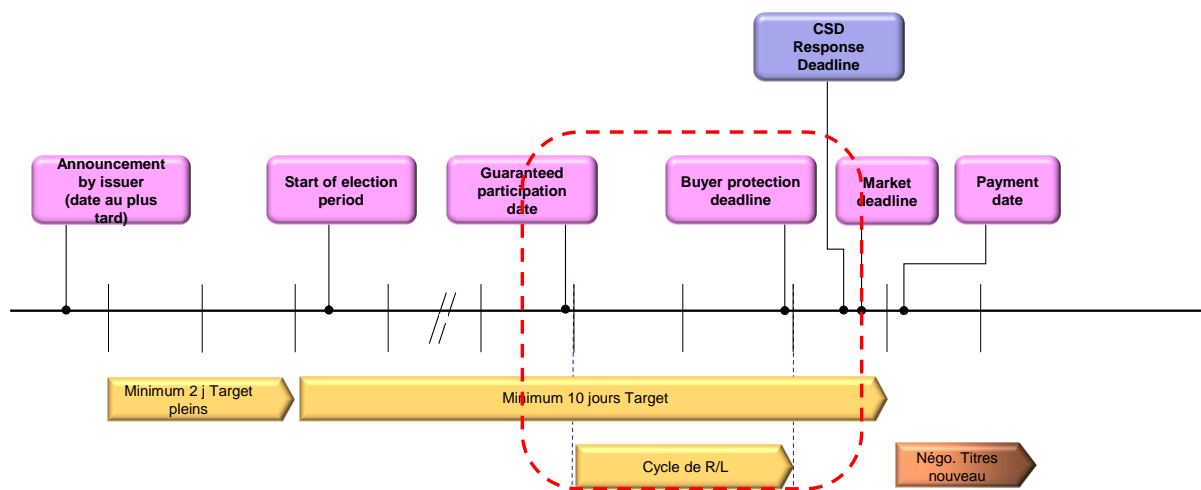 CSD
Response
Deadline
Announcement
by issuer
(date au plus
tard)
Start of election
period
Guaranteed
participation
date
Buyer protection
deadline
Market
deadline
Payment
date
Minimum 2 j Target
pleins
Minimum 10 jours Target
Cycle de R/L
Négo. Titres
nouveau